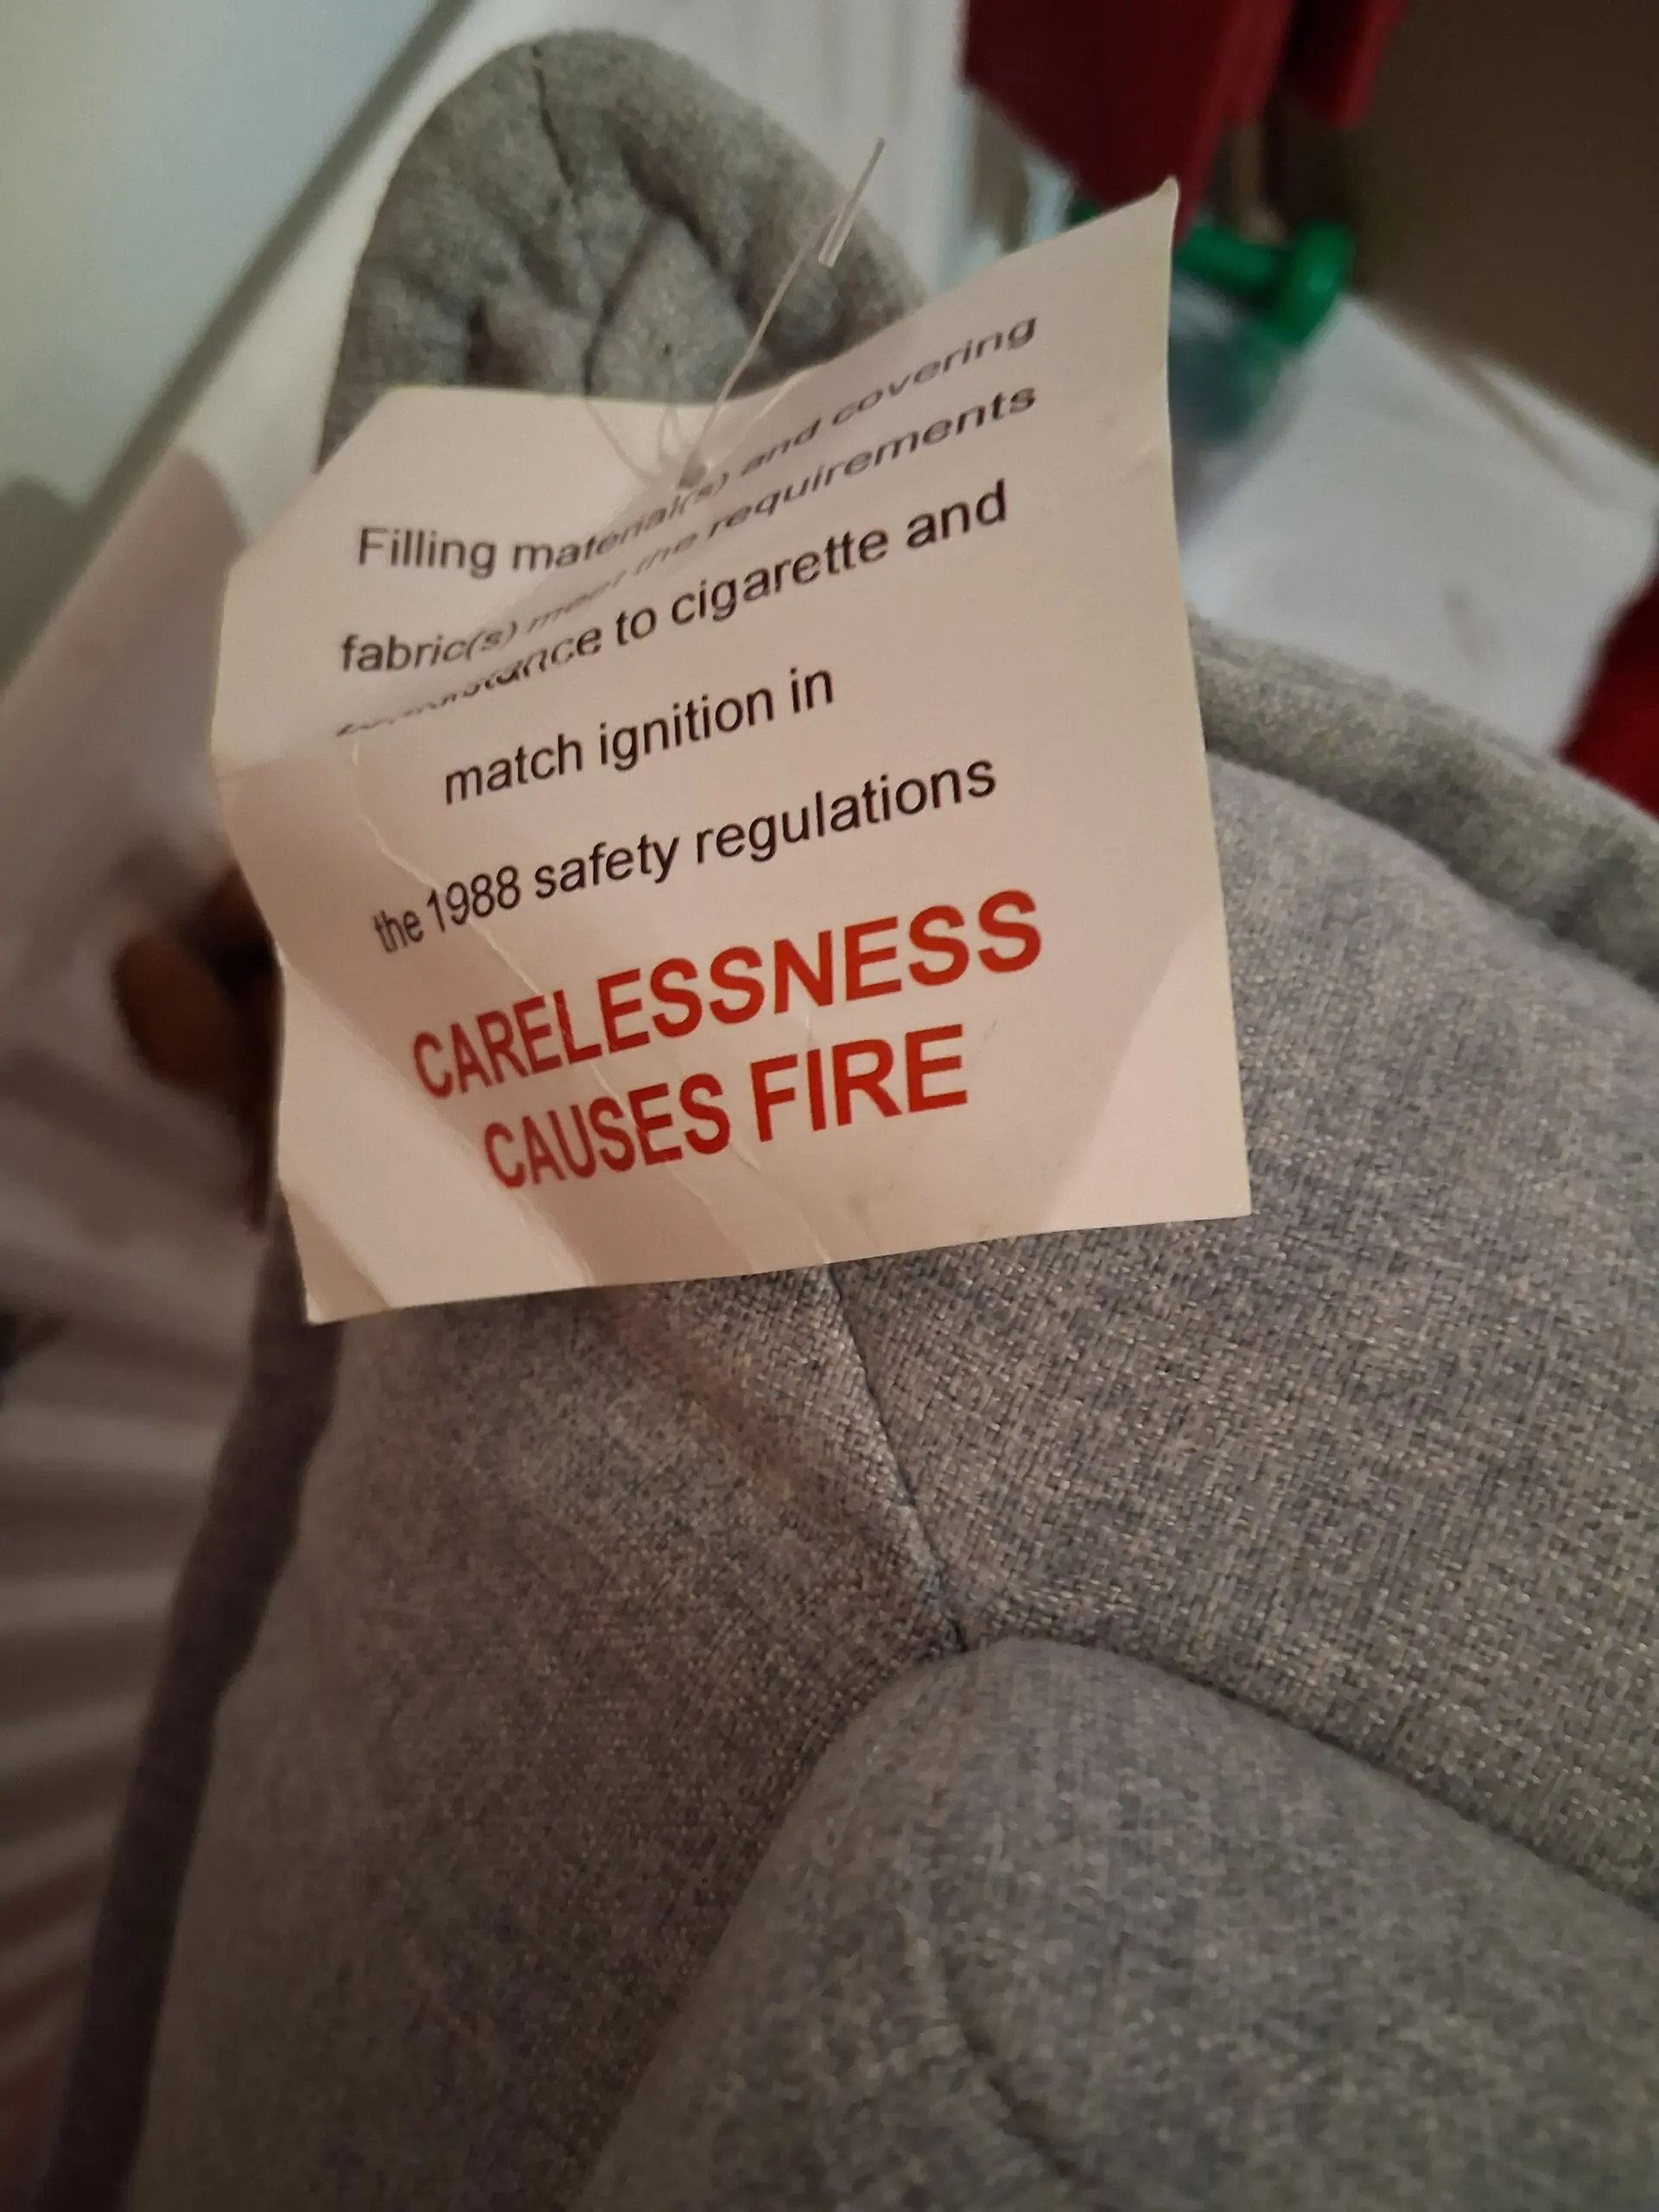 Filling material(s) and covering
fabric(s) meet the requirements
to cigarette and
match ignition in
the 1988 safety regulations
CARELESSNESS
CAUSES FIRE